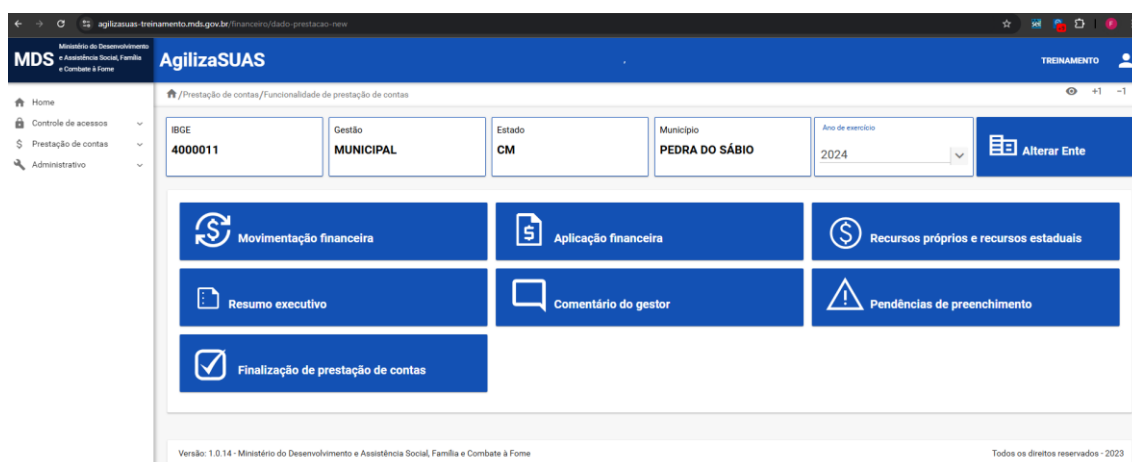 agilizasuas-treinamento.mds.gov.br/financeiro/dado-prestacao-new
MDS
Ministério do Desenvolvimento
e Assistência Social, Família
e Combate à Fome
AgilizaSUAS
TREINAMENTO
Home
Controle de acessos
Prestação de contas
Administrativo
/Prestação de contas/Funcionalidade de prestação de contas
+1 -1
IBGE
4000011
Gestão
MUNICIPAL
Estado
CM
Município
PEDRA DO SÁBIO
Ano de exercício
2024
Alterar Ente
Movimentação financeira
Aplicação financeira
Recursos próprios e recursos estaduais
Resumo executivo
Comentário do gestor
Pendências de preenchimento
Finalização de prestação de contas
Versão: 1.0.14 - Ministério do Desenvolvimento e Assistência Social, Família e Combate à Fome
Todos os direitos reservados - 2023